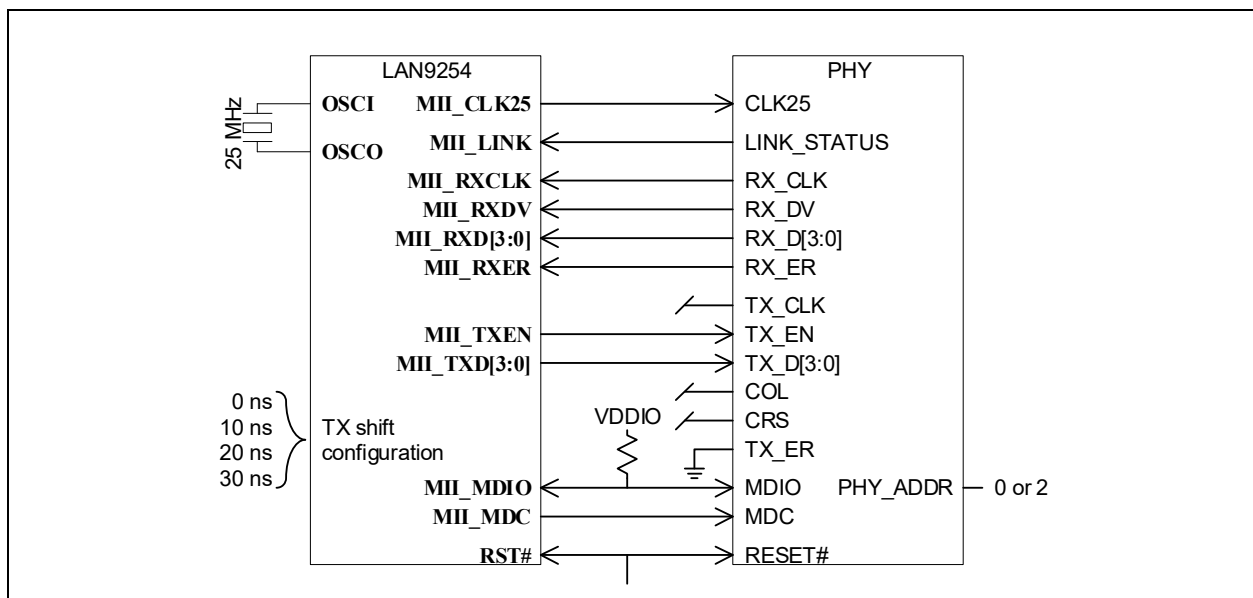 LAN9254 PHY
OSCI MII_CLK25 CLK25
25 MHz
OSCO MII_LINK LINK_STATUS
MII_RXCLK RX_CLK
MII_RXDV RX_DV
MII_RXD[3:0] RX_D[3:0]
MII_RXER RX_ER
TX_CLK
MII_TXEN TX_EN
MII_TXD[3:0] TX_D[3:0]
COL
0 ns
10 ns TX shift VDDIO CRS
20 ns configuration TX_ER
30 ns
MII_MDIO MDIO PHY_ADDR 0 or 2
MII_MDC MDC
RST# RESET#